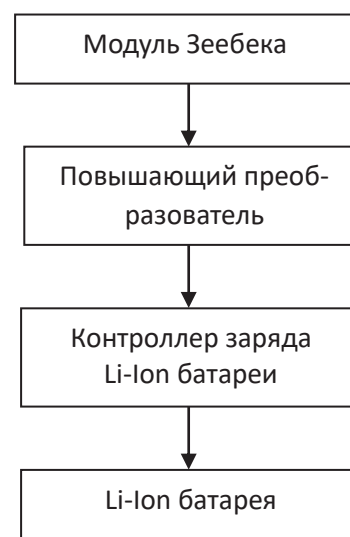 Модуль Зеебека
Повышающий преоб-
разователь
Контроллер заряда
Li-Ion батареи
Li-Ion батарея